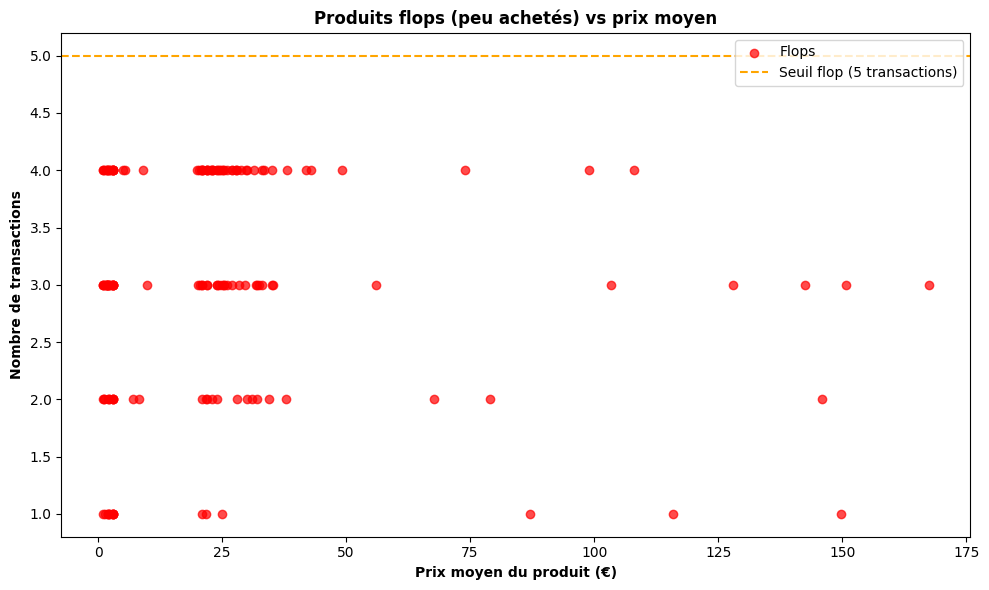 Produits flops (peu achetés) vs prix moyen
Flops
Seuil flop (5 transactions)
Nombre de transactions
5.0
4.5
4.0
3.5
3.0
2.5
2.0
1.5
1.0
0 25 50 75 100 125 150 175
Prix moyen du produit (€)